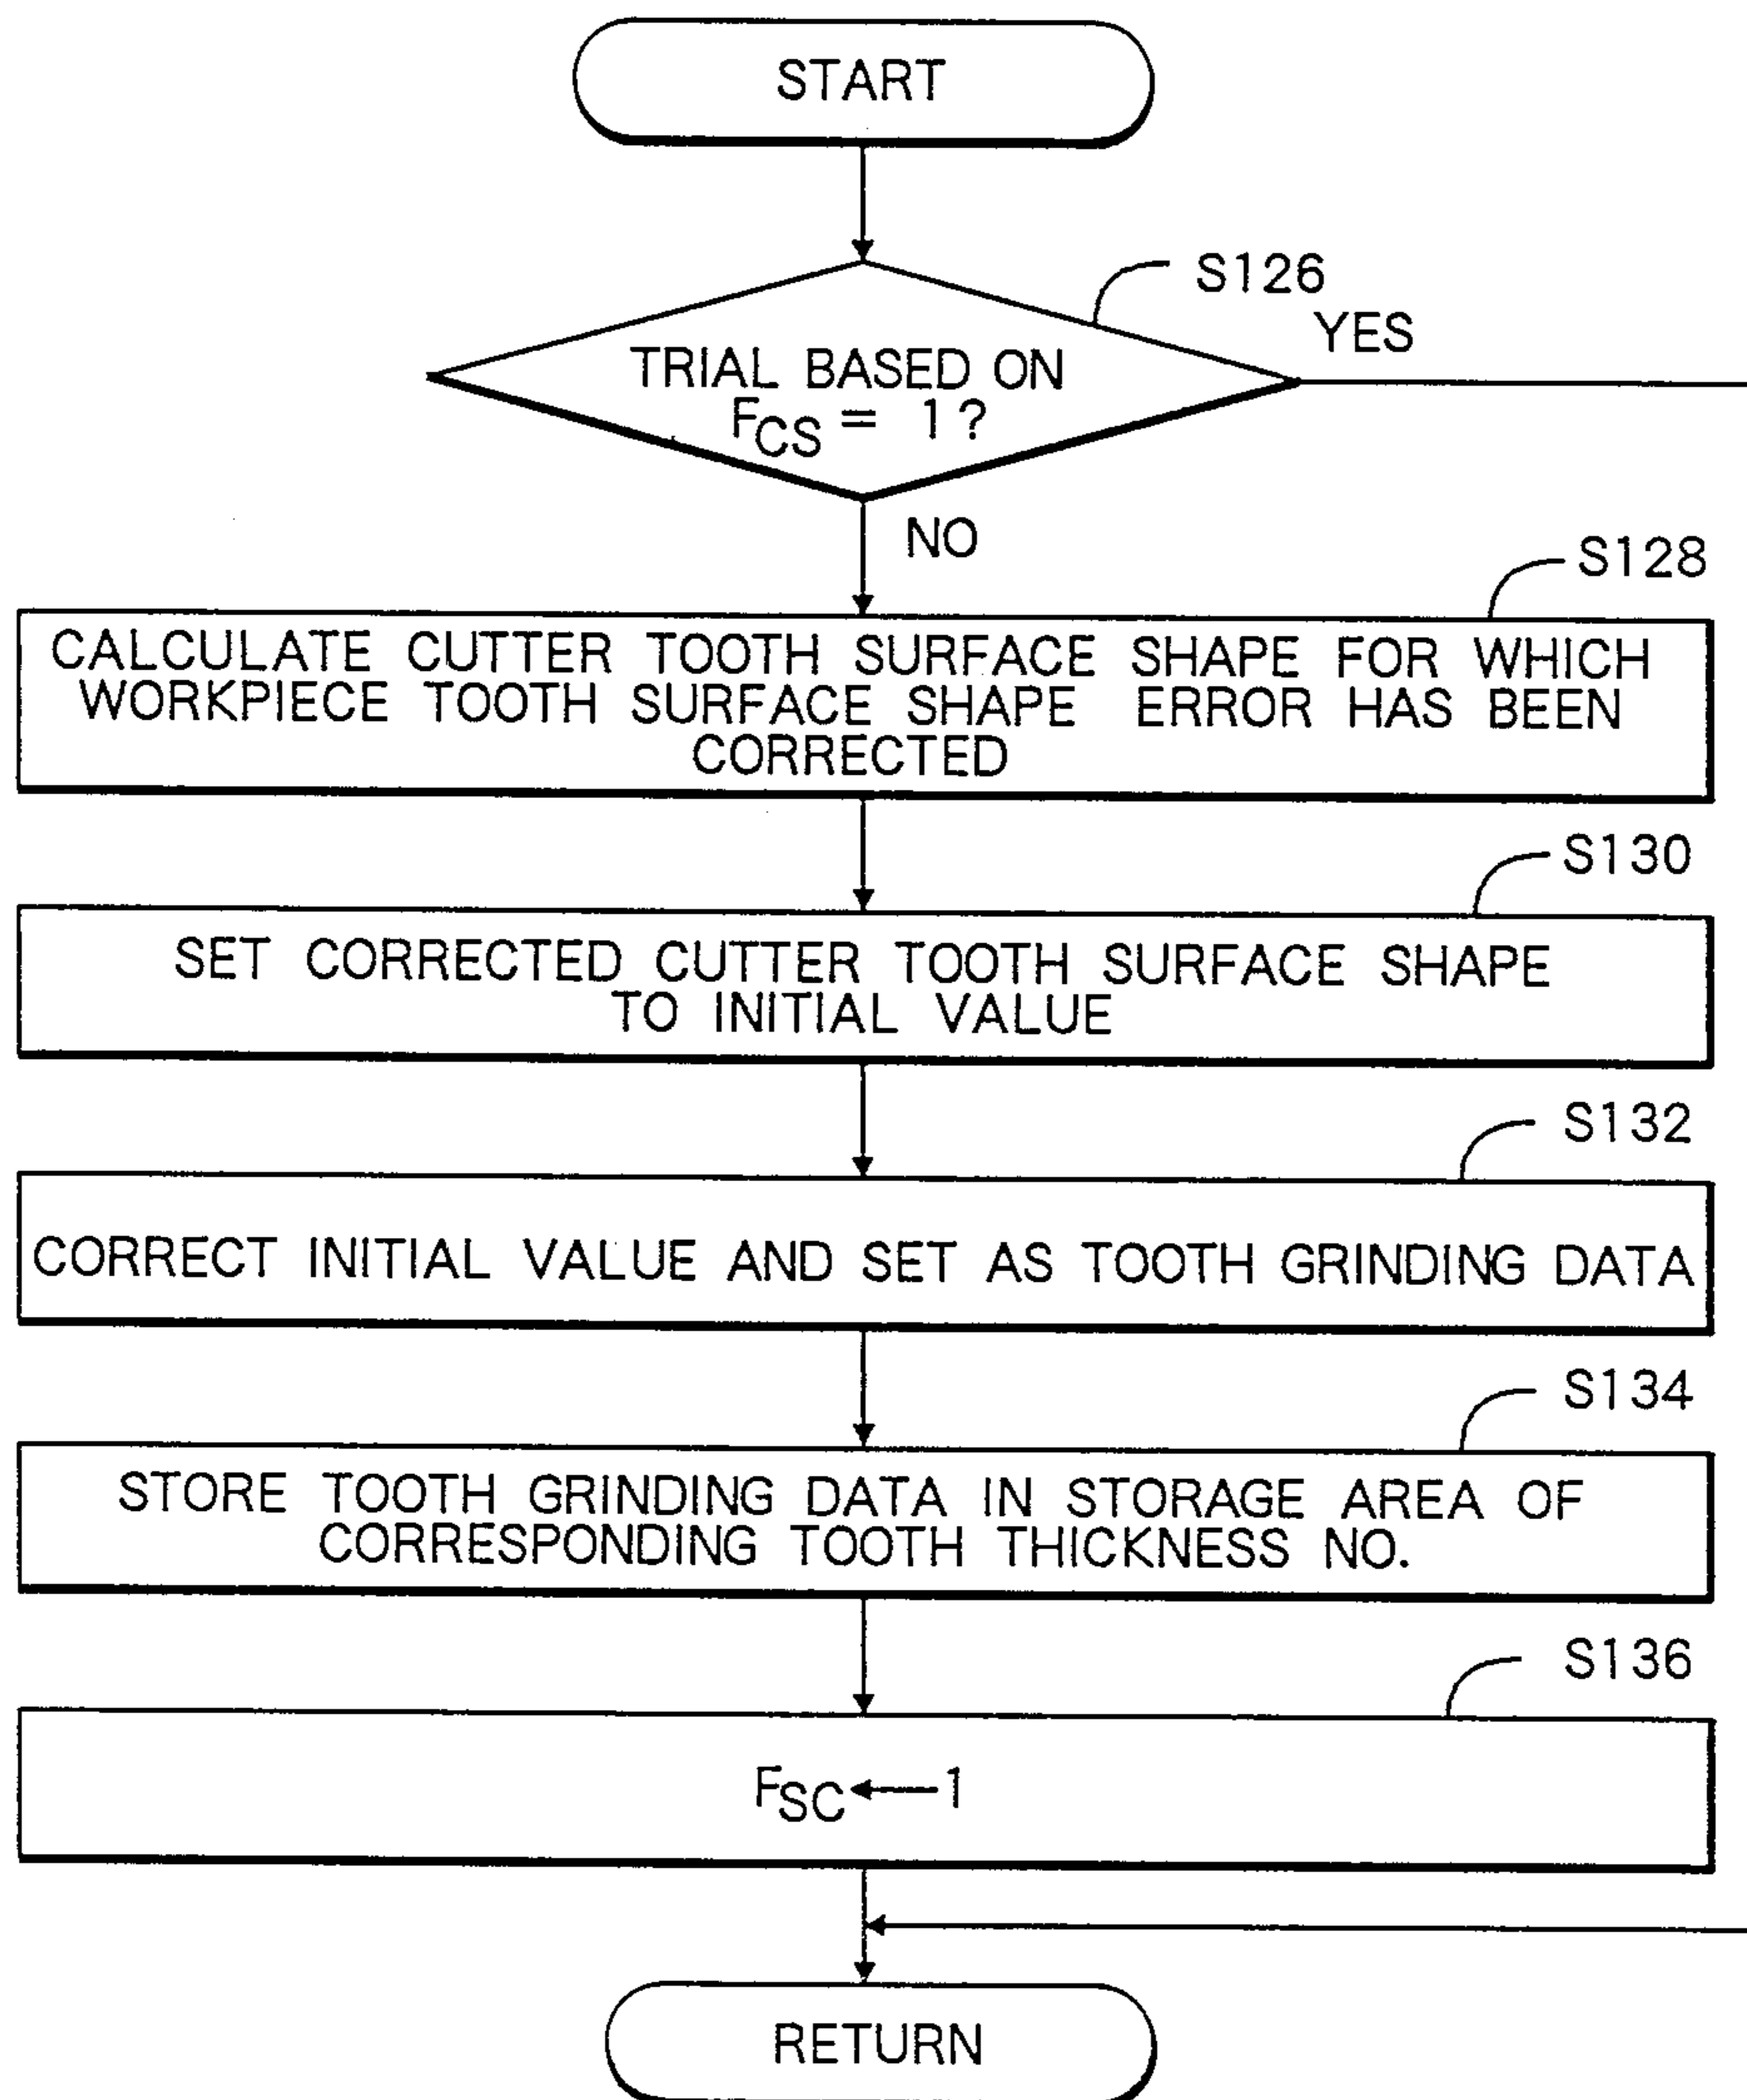 START
S126
YES
TRIAL BASED ON
FCS = 1?
NO
S128
CALCULATE CUTTER TOOTH SURFACE SHAPE FOR WHICH
WORKPIECE TOOTH SURFACE SHAPE ERROR HAS BEEN
CORRECTED
S130
SET CORRECTED CUTTER TOOTH SURFACE SHAPE
TO INITIAL VALUE
S132
CORRECT INITIAL VALUE AND SET AS TOOTH GRINDING DATA
S134
STORE TOOTH GRINDING DATA IN STORAGE AREA OF
CORRESPONDING TOOTH THICKNESS NO.
S136
FSC←1
RETURN